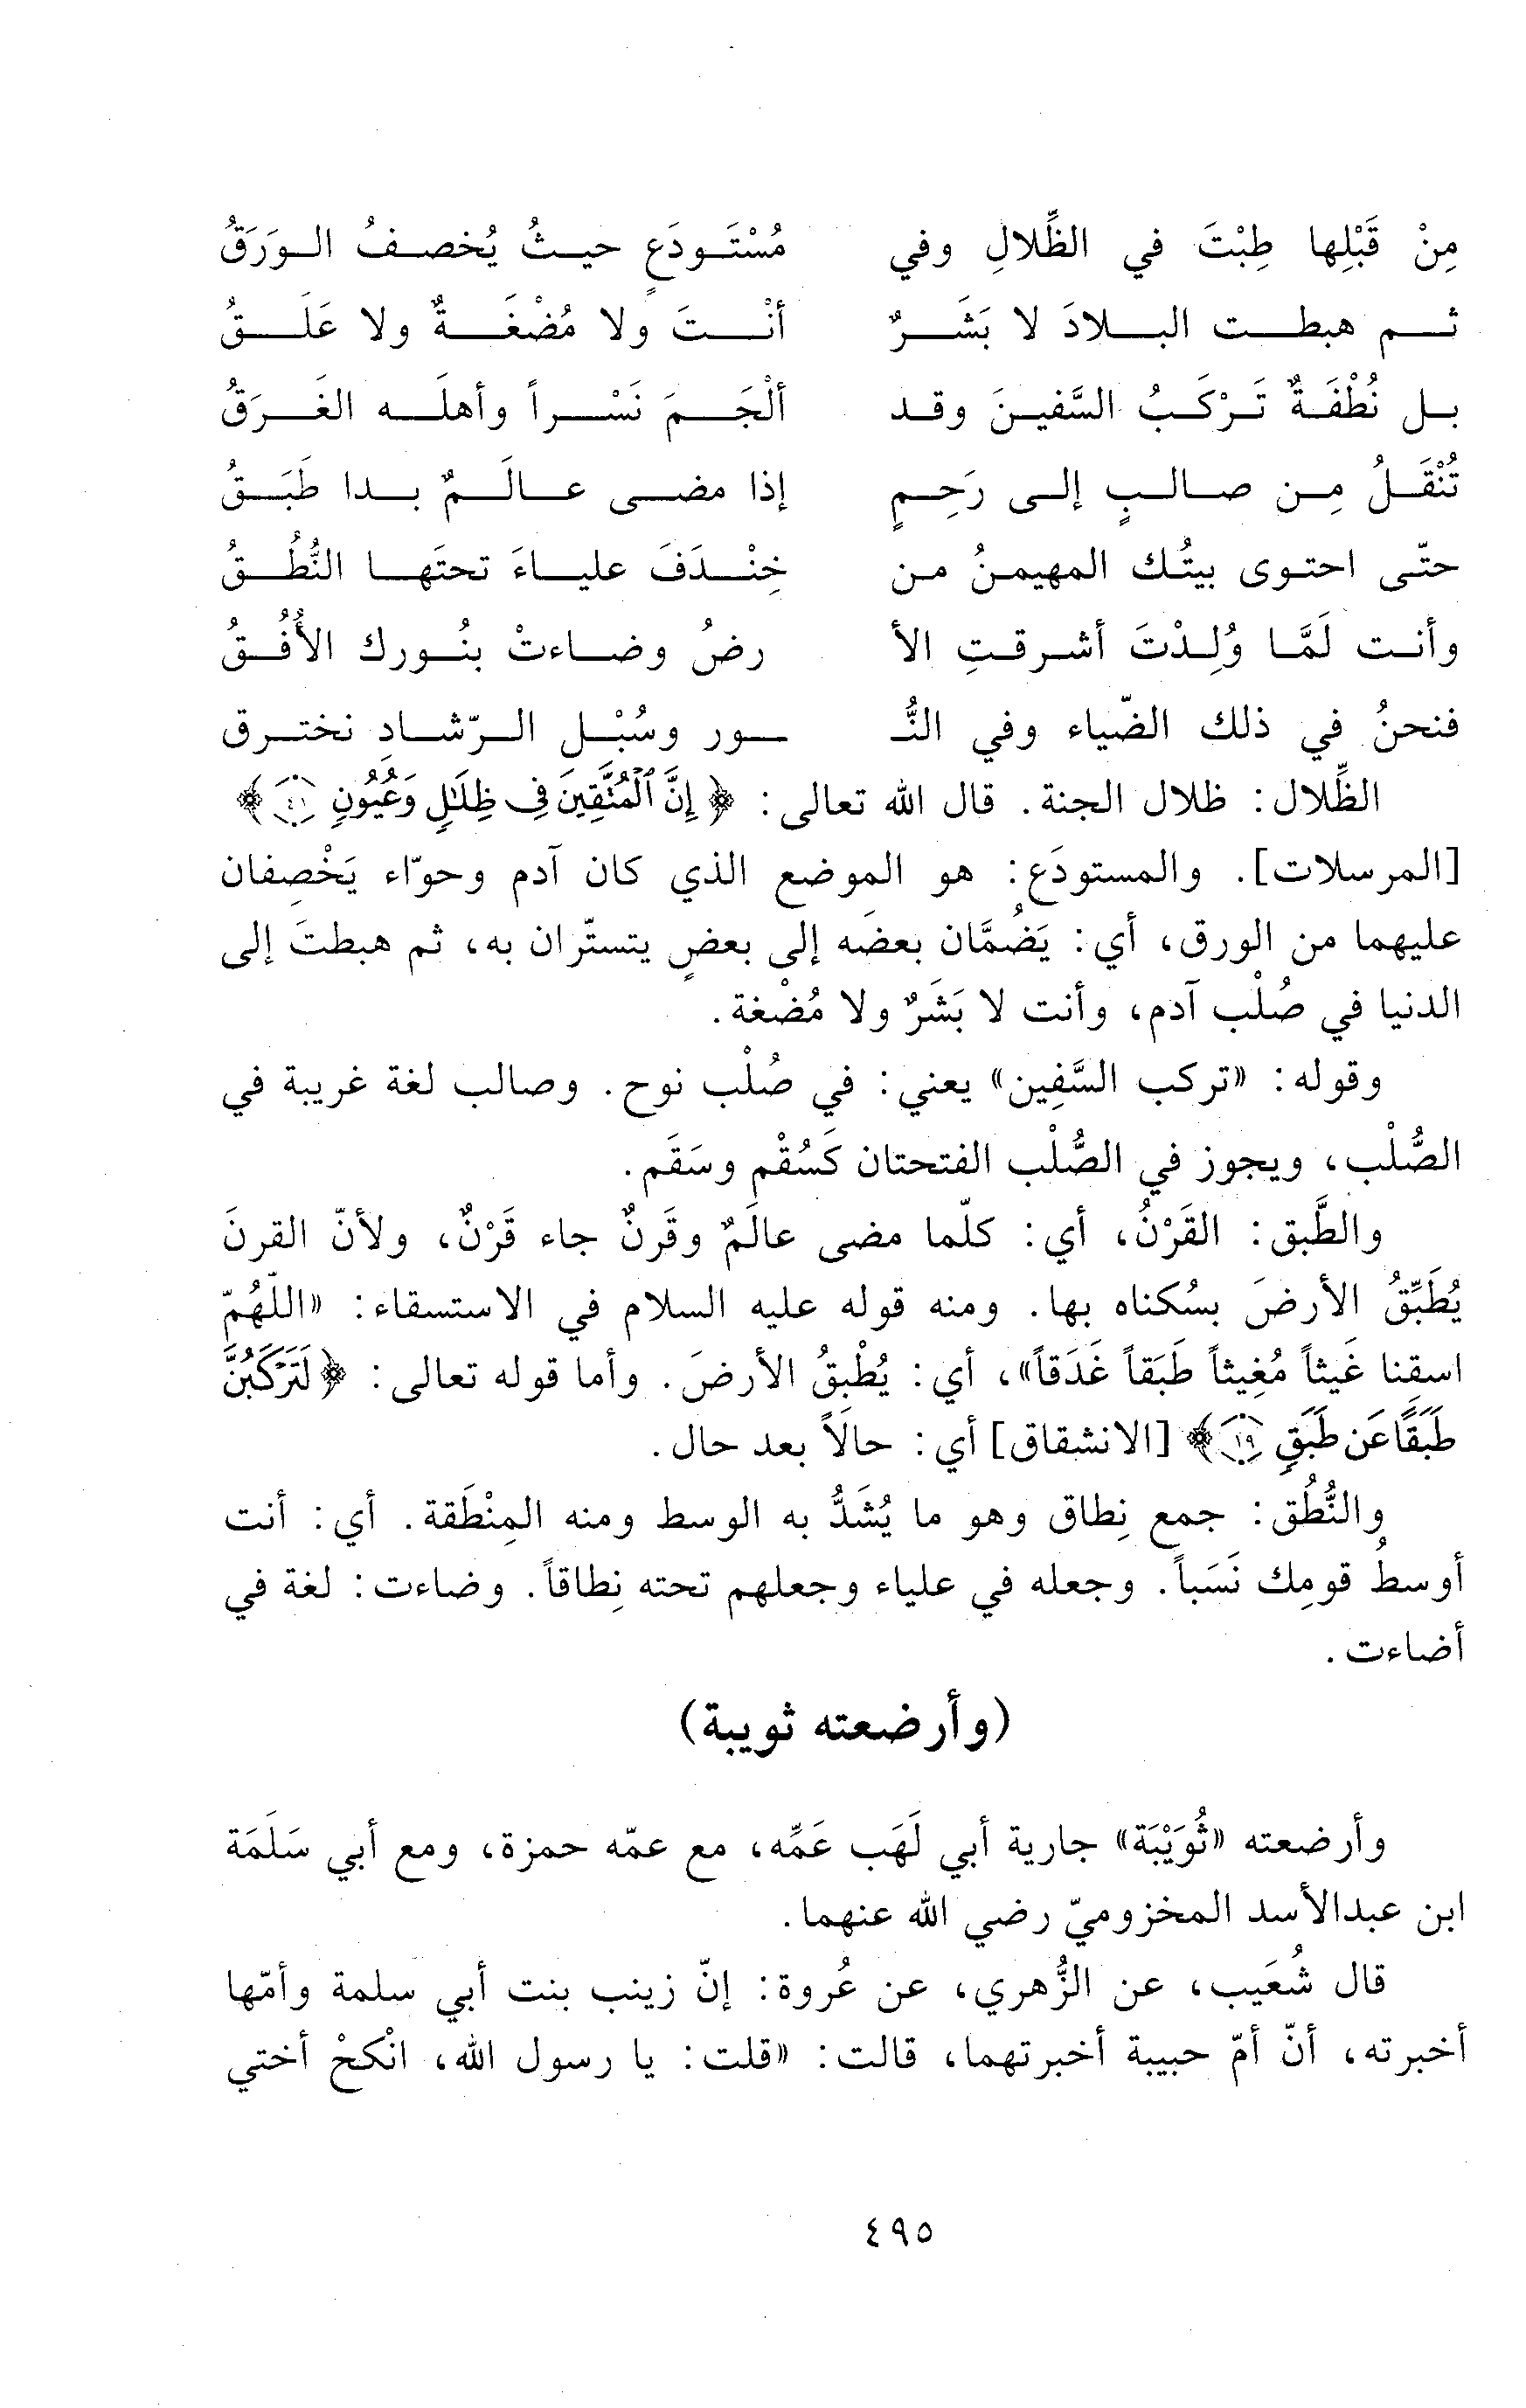 مِنْ قَبْلِها طِبْتَ في الظِّلالِ وفي مُسْتَودَعٍ حيثُ يُخصفُ الوَرَقُ
ثم هبطت البلادَ لا بَشَرٌ أنْتَ ولا مُضْغَةٌ ولا عَلَقُ
بل نُطْفَةٌ تَرْكَبُ السَّفينَ وقد ألْجَمَ نَسْراً وأهلَه الغَرَقُ
تُنْقَلُ مِن صالبٍ إلى رَحِمٍ إذا مضى عالَمٌ بدا طَبَقُ
حتّى احتوى بيتُك المهيمنُ من خِنْدَفَ علياءَ تحتَها النُّطُقُ
وأنت لَمَّا وُلِدْتَ أشرقتِ الأ رضُ وضاءتْ بنُورك الأُفُقُ
فنحنُ في ذلك الضّياء وفي النُّـ ـور وسُبْل الرّشادِ نخترق
الظِّلال: ظلال الجنة. قال الله تعالى: ﴿إِنَّ ٱلْمُتَّقِينَ فِى ظِلَٰلٍ وَعُيُونٍ ٤١﴾
[المرسلات]. والمستودَع: هو الموضع الذي كان آدم وحوّاء يَخْصِفان
عليهما من الورق، أي: يَضُمَّان بعضَه إلى بعضٍ يتستّران به، ثم هبطتَ إلى
الدنيا في صُلْب آدم، وأنت لا بَشَرٌ ولا مُضْغة.
وقوله: «تركب السَّفِين» يعني: في صُلْب نوح. وصالب لغة غريبة في
الصُّلْب، ويجوز في الصُّلْب الفتحتان كَسُقْم وسَقَم.
والطَّبق: القَرْنُ، أي: كلّما مضى عالَمٌ وقَرنٌ جاء قَرْنٌ، ولأنّ القرنَ
يُطَبِّقُ الأرضَ بسُكناه بها. ومنه قوله عليه السلام في الاستسقاء: «اللّهُمّ
اسقِنا غَيثاً مُغِيثاً طَبَقاً غَدَقاً»، أي: يُطْبِقُ الأرضَ. وأما قوله تعالى: ﴿لَتَرْكَبُنَّ
طَبَقًا عَن طَبَقٍ ١٩﴾ [الانشقاق] أي: حالاً بعد حال.
والنُّطُق: جمع نِطاق وهو ما يُشَدُّ به الوسط ومنه المِنْطَقة. أي: أنت
أوسطُ قومِك نَسَباً. وجعله في علياء وجعلهم تحته نِطاقاً. وضاءت: لغة في
أضاءت.
(وأرضعته ثويبة)
وأرضعته «ثُوَيْبَة» جارية أبي لَهَب عَمِّه، مع عمّه حمزة، ومع أبي سَلَمَة
ابن عبدالأسد المخزوميّ رضي الله عنهما.
قال شُعَيب، عن الزُّهري، عن عُروة: إنّ زينب بنت أبي سلمة وأمّها
أخبرته، أنّ أمّ حبيبة أخبرتهما، قالت: «قلت: يا رسول الله، انْكحْ أختي
٤٩٥